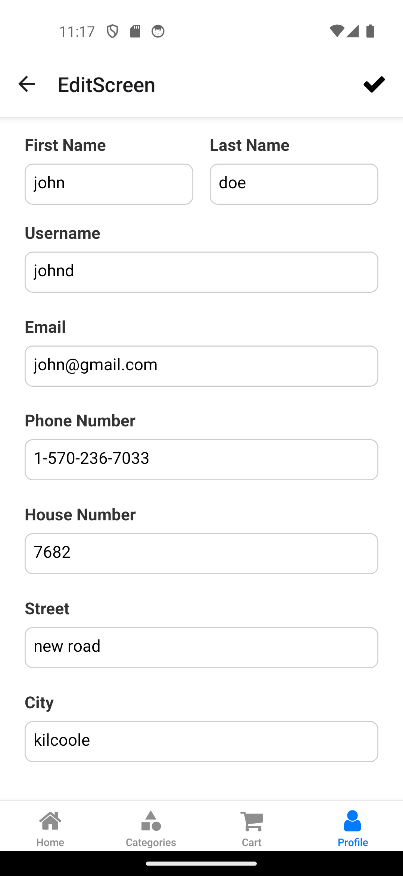 11:17
EditScreen
First Name Last Name
john doe
Username
johnd
Email
john@gmail.com
Phone Number
1-570-236-7033
House Number
7682
Street
new road
City
kilcoole
Home Categories Cart Profile